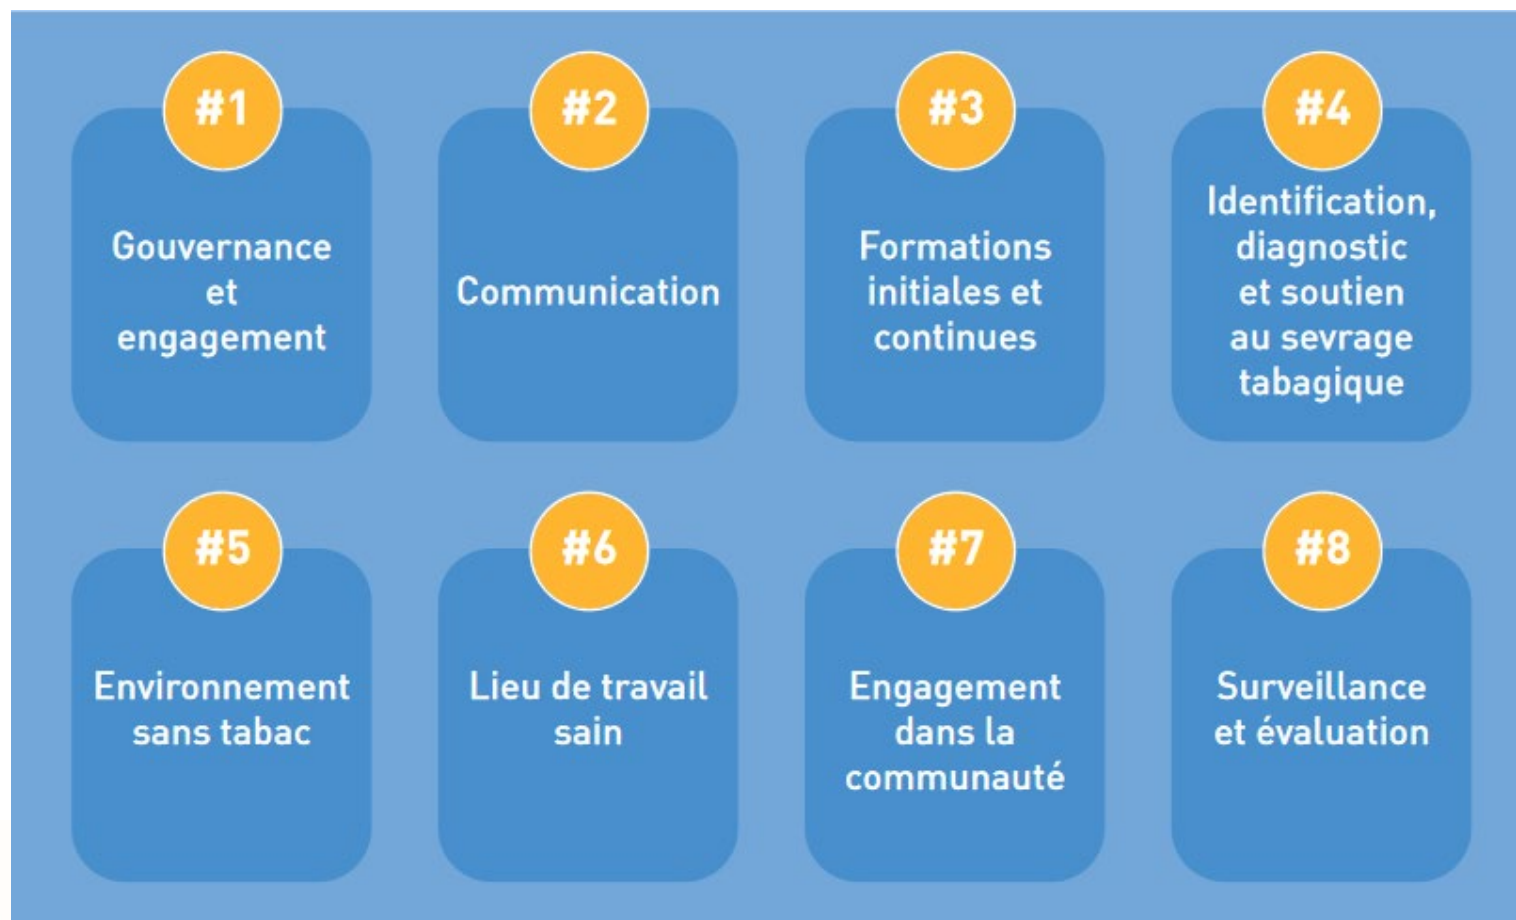 #1
Gouvernance
et
engagement
#2
Communication
#3
Formations
initiales et
continues
#4
Identification,
diagnostic
et soutien
au sevrage
tabagique
#5
Environnement
sans tabac
#6
Lieu de travail
sain
#7
Engagement
dans la
communauté
#8
Surveillance
et évaluation